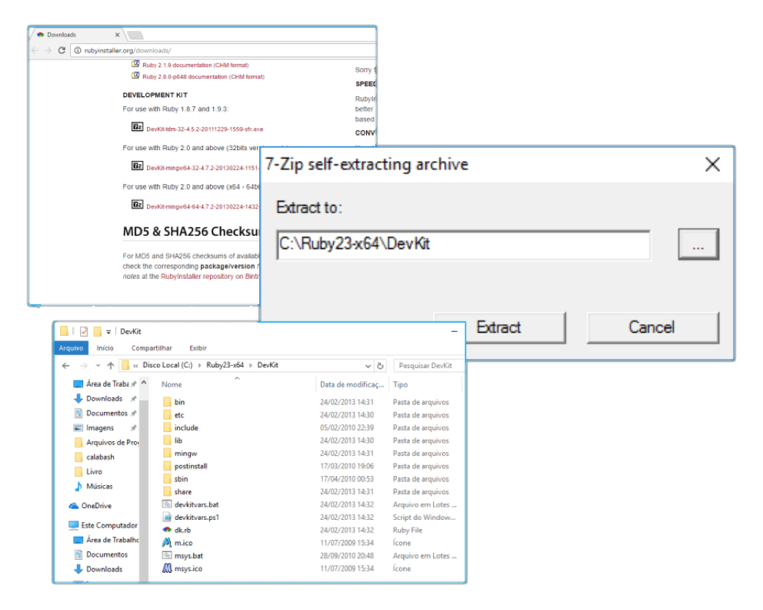 Downloads
rubyinstaller.org/downloads/
Ruby 2.1.9 documentation (CHM format)
Ruby 2.0.0-p648 documentation (CHM format)
DEVELOPMENT KIT
For use with Ruby 1.8.7 and 1.9.3:
DevKit-tdm-32-4.5.2-20111229-1559-sfx.exe
For use with Ruby 2.0 and above (32bits
For use with Ruby 2.0 and above (x64 - 64bi
DevKit-mingw64-32-4.7.2-20130224-1151-
DevKit-mingw64-64-4.7.2-20130224-1432-
MD5 & SHA256 Checksu
For MD5 and SHA256 checksums of availabl
check the corresponding package/version
notes at the RubyInstaller repository on Bint
Sorry
SPEED
RubyIn
better
based
CONV
7-Zip self-extracting archive
Extract to:
C:\Ruby23-x64\DevKit
...
Extract
Cancel
DevKit
Arquivo Início Compartilhar Exibir
« Disco Local (C:) › Ruby23-x64 › DevKit
Pesquisar DevKit
Área de Traba
Downloads
Documentos
Imagens
Arquivos de Pro
calabash
Livro
Músicas
OneDrive
Este Computador
Área de Trabalho
Documentos
Downloads
Nome Data de modificaç... Tipo
bin 24/02/2013 14:31 Pasta de arquivos
etc 24/02/2013 14:30 Pasta de arquivos
include 05/02/2010 22:39 Pasta de arquivos
lib 24/02/2013 14:30 Pasta de arquivos
mingw 24/02/2013 14:31 Pasta de arquivos
postinstall 17/03/2010 19:06 Pasta de arquivos
sbin 17/04/2010 00:53 Pasta de arquivos
share 24/02/2013 14:31 Pasta de arquivos
devkitvars.bat 24/02/2013 14:32 Arquivo em Lotes ...
devkitvars.ps1 24/02/2013 14:32 Script do Window...
dk.rb 24/02/2013 14:32 Ruby File
m.ico 11/07/2009 15:34 Ícone
msys.bat 28/09/2010 20:48 Arquivo em Lotes ...
msys.ico 11/07/2009 15:34 Ícone